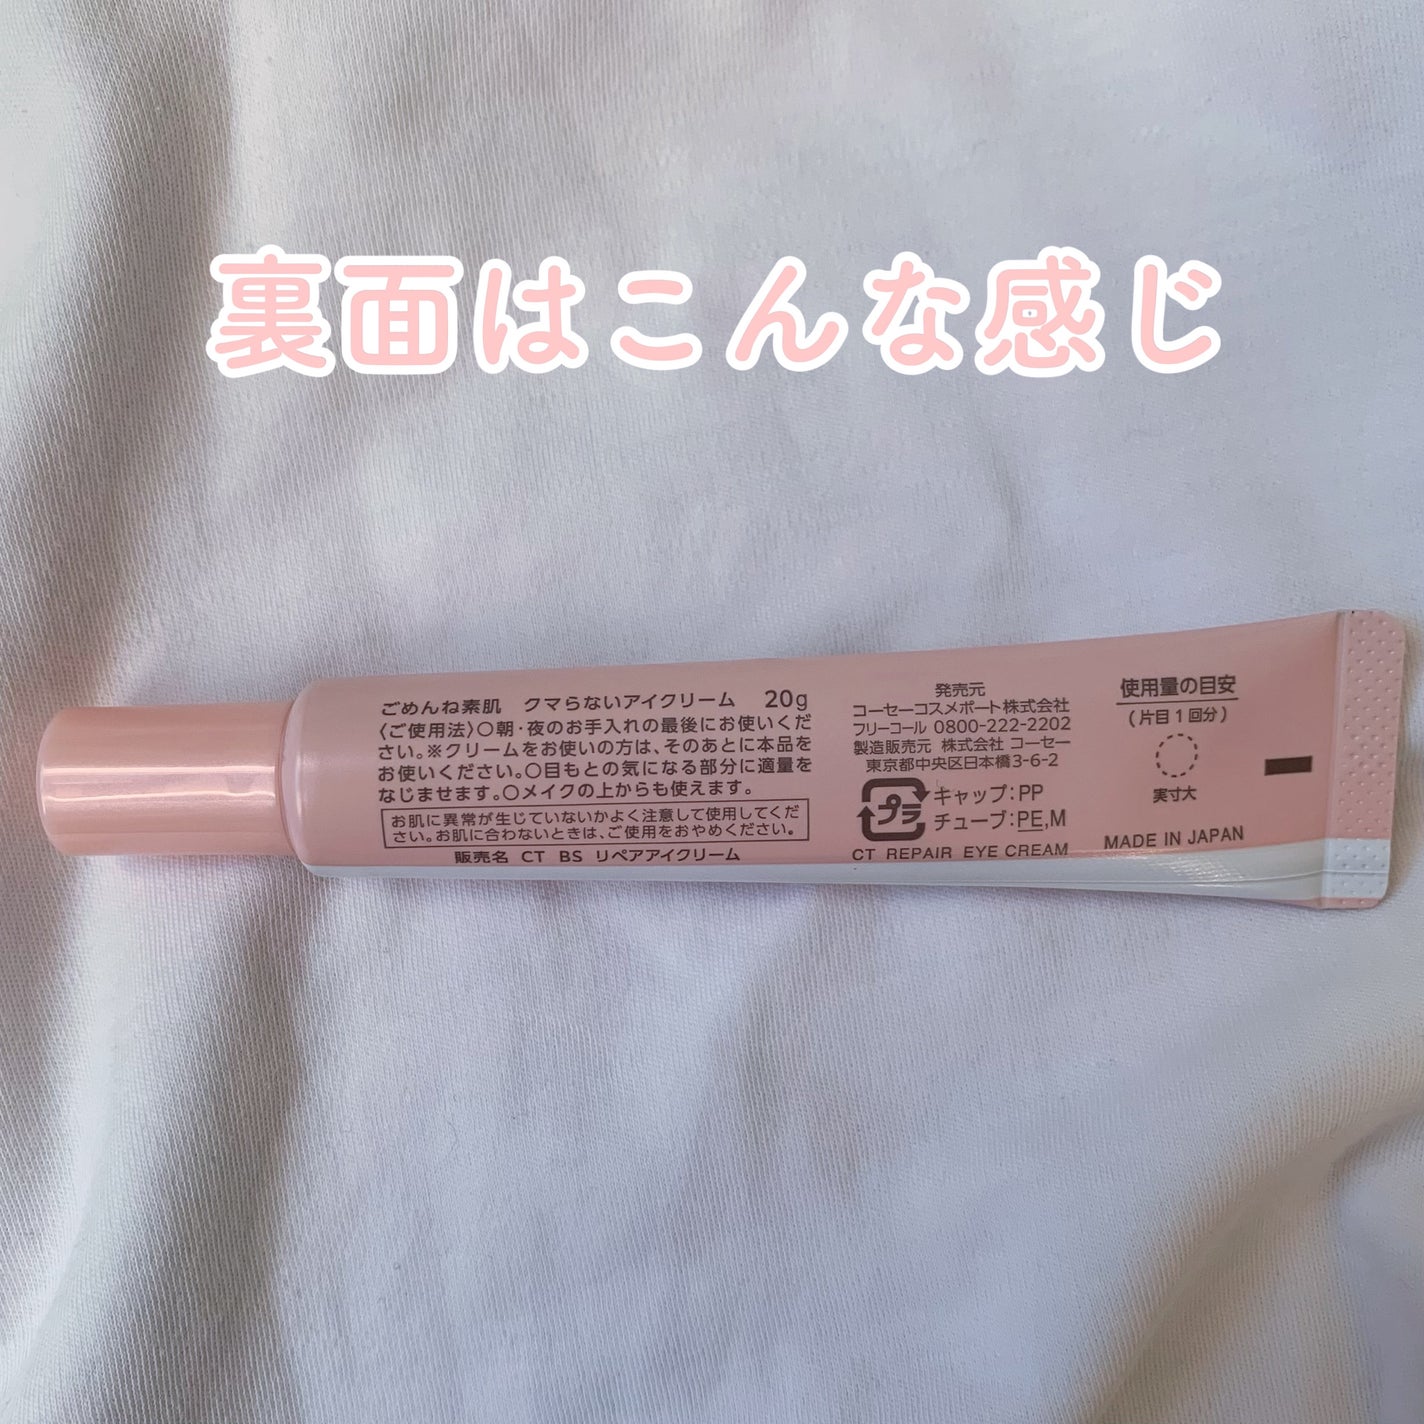 裏面はこんな感じ
ごめんね素肌 クマらないアイクリーム 20g
〈ご使用法〉○朝・夜のお手入れの最後にお使いくだ
さい。※クリームをお使いの方は、そのあとに本品を
お使いください。○目もとの気になる部分に適量を
なじませます。○メイクの上からも使えます。
お肌に異常が生じていないかよく注意して使用してくだ
さい。お肌に合わないときは、ご使用をおやめください。
販売名 CT BS リペアアイクリーム
発売元
コーセーコスメポート株式会社
フリーコール 0800-222-2202
製造販売元 株式会社 コーセー
東京都中央区日本橋3-6-2
プラ
キャップ:PP
チューブ:PE,M
CT REPAIR EYE CREAM
使用量の目安
(片目1回分)
実寸大
MADE IN JAPAN